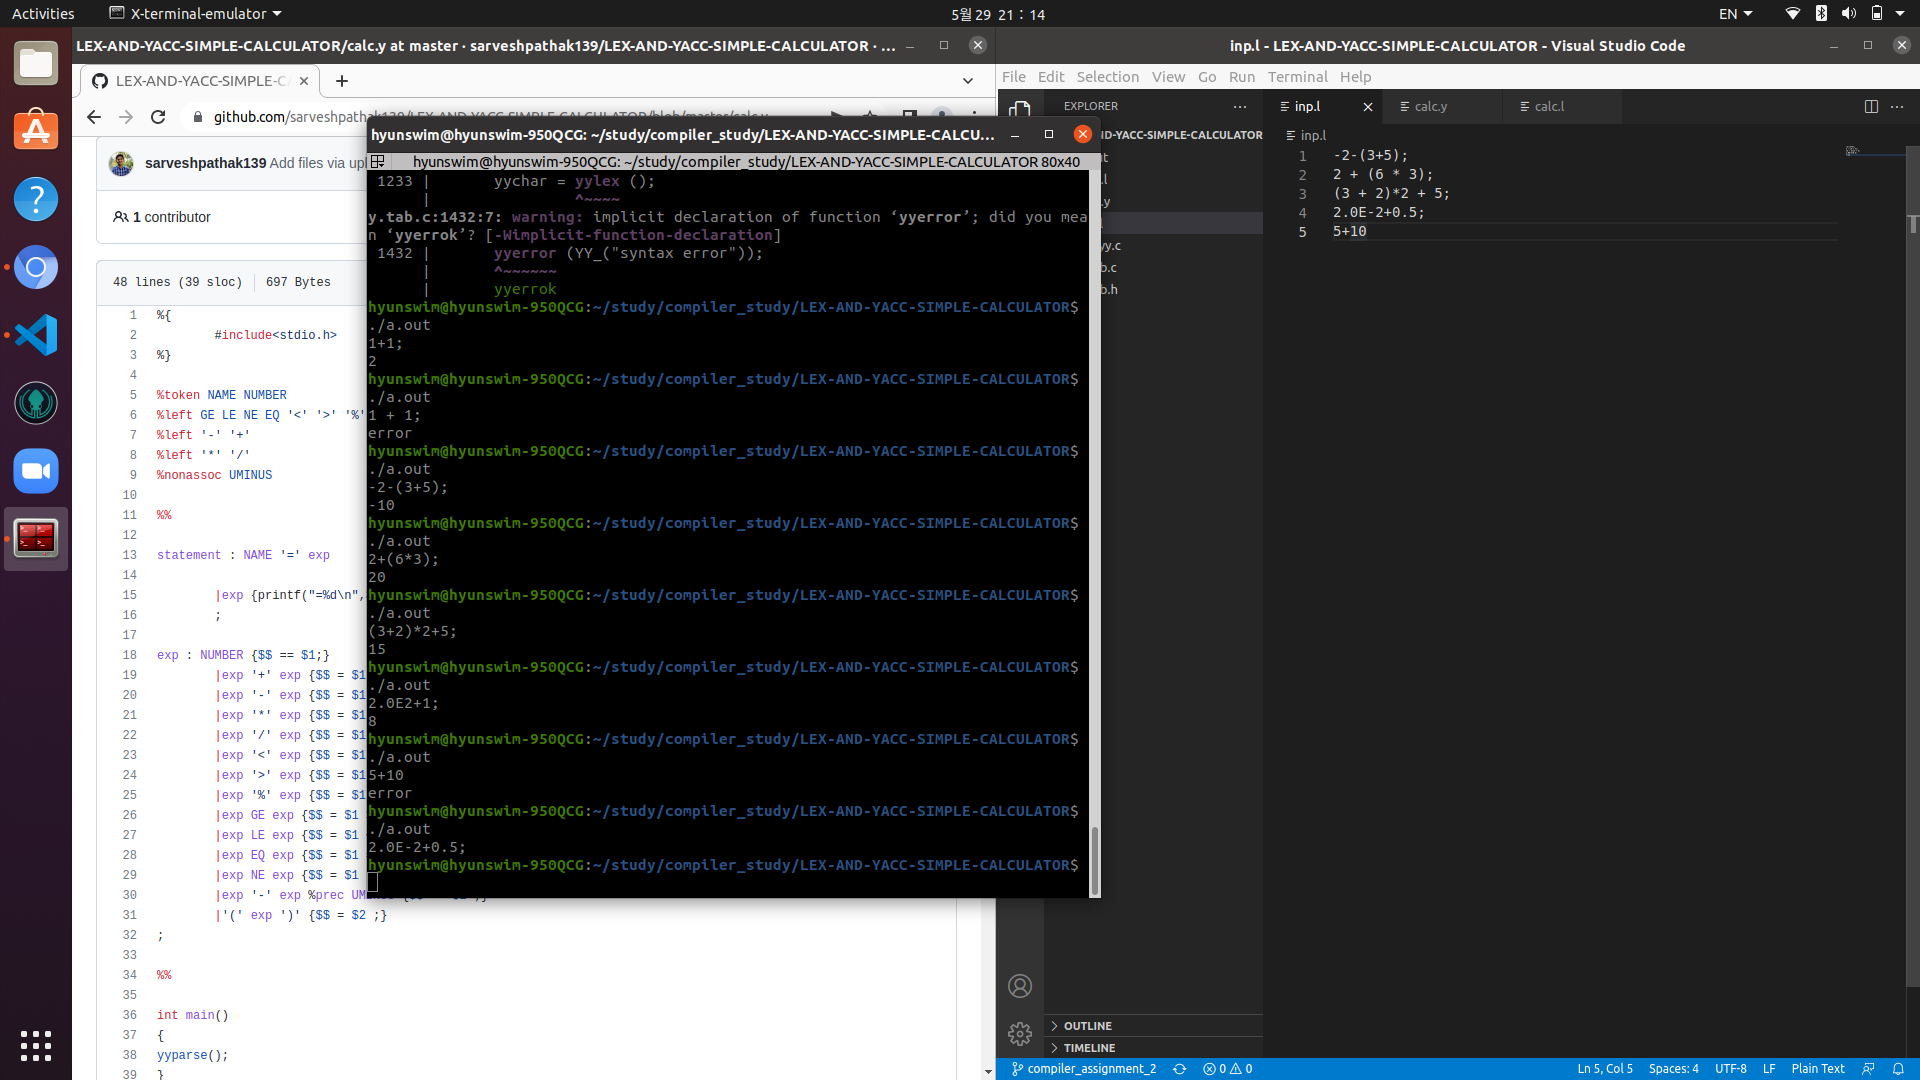 Activities
X-terminal-emulator
5월 29 21 : 14
EN
LEX-AND-YACC-SIMPLE-CALCULATOR/calc.y at master · sarveshpathak139/LEX-AND-YACC-SIMPLE-CALCULATOR · ...
LEX-AND-YACC-SIMPLE-C
github.com/sarveshpathak139/LEX-AND-YACC-SIMPLE-CALCULATOR/blob/master/calc.y
sarveshpathak139 Add files via up
1 contributor
48 lines (39 sloc) 697 Bytes
1 %{
2 #include<stdio.h>
3 %}
4
5 %token NAME NUMBER
6 %left GE LE NE EQ '<' '>' '%'
7 %left '-' '+'
8 %left '*' '/'
9 %nonassoc UMINUS
10
11 %%
12
13 statement : NAME '=' exp
14
15 |exp {printf("=%d\n",
16 ;
17
18 exp : NUMBER {$$ == $1;}
19 |exp '+' exp {$$ = $1
20 |exp '-' exp {$$ = $1
21 |exp '*' exp {$$ = $1
22 |exp '/' exp {$$ = $1
23 |exp '<' exp {$$ = $1
24 |exp '>' exp {$$ = $1
25 |exp '%' exp {$$ = $1
26 |exp GE exp {$$ = $1
27 |exp LE exp {$$ = $1
28 |exp EQ exp {$$ = $1
29 |exp NE exp {$$ = $1
30 |exp '-' exp %prec UM
31 |'(' exp ')' {$$ = $2 ;}
32 ;
33
34 %%
35
36 int main()
37 {
38 yyparse();
39 }
hyunswim@hyunswim-950QCG: ~/study/compiler_study/LEX-AND-YACC-SIMPLE-CALCU...
hyunswim@hyunswim-950QCG: ~/study/compiler_study/LEX-AND-YACC-SIMPLE-CALCULATOR 80x40
1233 | yychar = yylex ();
| ^~~~~
y.tab.c:1432:7: warning: implicit declaration of function ‘yyerror’; did you mea
n ‘yyerrok’? [-Wimplicit-function-declaration]
1432 | yyerror (YY_("syntax error"));
| ^~~~~~~
| yyerrok
hyunswim@hyunswim-950QCG:~/study/compiler_study/LEX-AND-YACC-SIMPLE-CALCULATOR$
./a.out
1+1;
2
hyunswim@hyunswim-950QCG:~/study/compiler_study/LEX-AND-YACC-SIMPLE-CALCULATOR$
./a.out
1 + 1;
error
hyunswim@hyunswim-950QCG:~/study/compiler_study/LEX-AND-YACC-SIMPLE-CALCULATOR$
./a.out
-2-(3+5);
-10
hyunswim@hyunswim-950QCG:~/study/compiler_study/LEX-AND-YACC-SIMPLE-CALCULATOR$
./a.out
2+(6*3);
20
hyunswim@hyunswim-950QCG:~/study/compiler_study/LEX-AND-YACC-SIMPLE-CALCULATOR$
./a.out
(3+2)*2+5;
15
hyunswim@hyunswim-950QCG:~/study/compiler_study/LEX-AND-YACC-SIMPLE-CALCULATOR$
./a.out
2.0E2+1;
8
hyunswim@hyunswim-950QCG:~/study/compiler_study/LEX-AND-YACC-SIMPLE-CALCULATOR$
./a.out
5+10
error
hyunswim@hyunswim-950QCG:~/study/compiler_study/LEX-AND-YACC-SIMPLE-CALCULATOR$
./a.out
2.0E-2+0.5;
hyunswim@hyunswim-950QCG:~/study/compiler_study/LEX-AND-YACC-SIMPLE-CALCULATOR$
inp.l - LEX-AND-YACC-SIMPLE-CALCULATOR - Visual Studio Code
File Edit Selection View Go Run Terminal Help
EXPLORER
ND-YACC-SIMPLE-CALCULATOR
t
.l
.y
yy.c
b.c
b.h
inp.l
calc.y
calc.l
inp.l
1 -2-(3+5);
2 2 + (6 * 3);
3 (3 + 2)*2 + 5;
4 2.0E-2+0.5;
5 5+10
OUTLINE
TIMELINE
compiler_assignment_2
0 0
Ln 5, Col 5 Spaces: 4 UTF-8 LF Plain Text